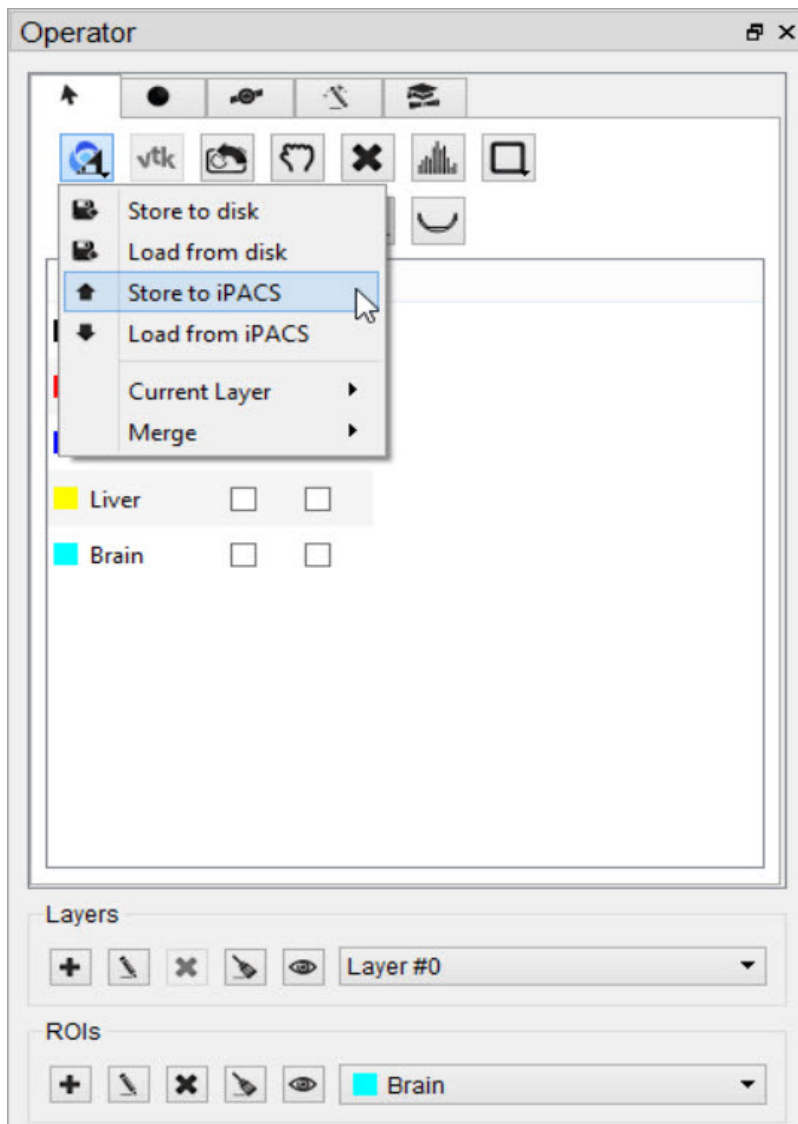 Operator
vtk
Store to disk
Load from disk
Store to iPACS
Load from iPACS
Current Layer
Merge
Liver
Brain
Layers
Layer #0
ROIs
Brain